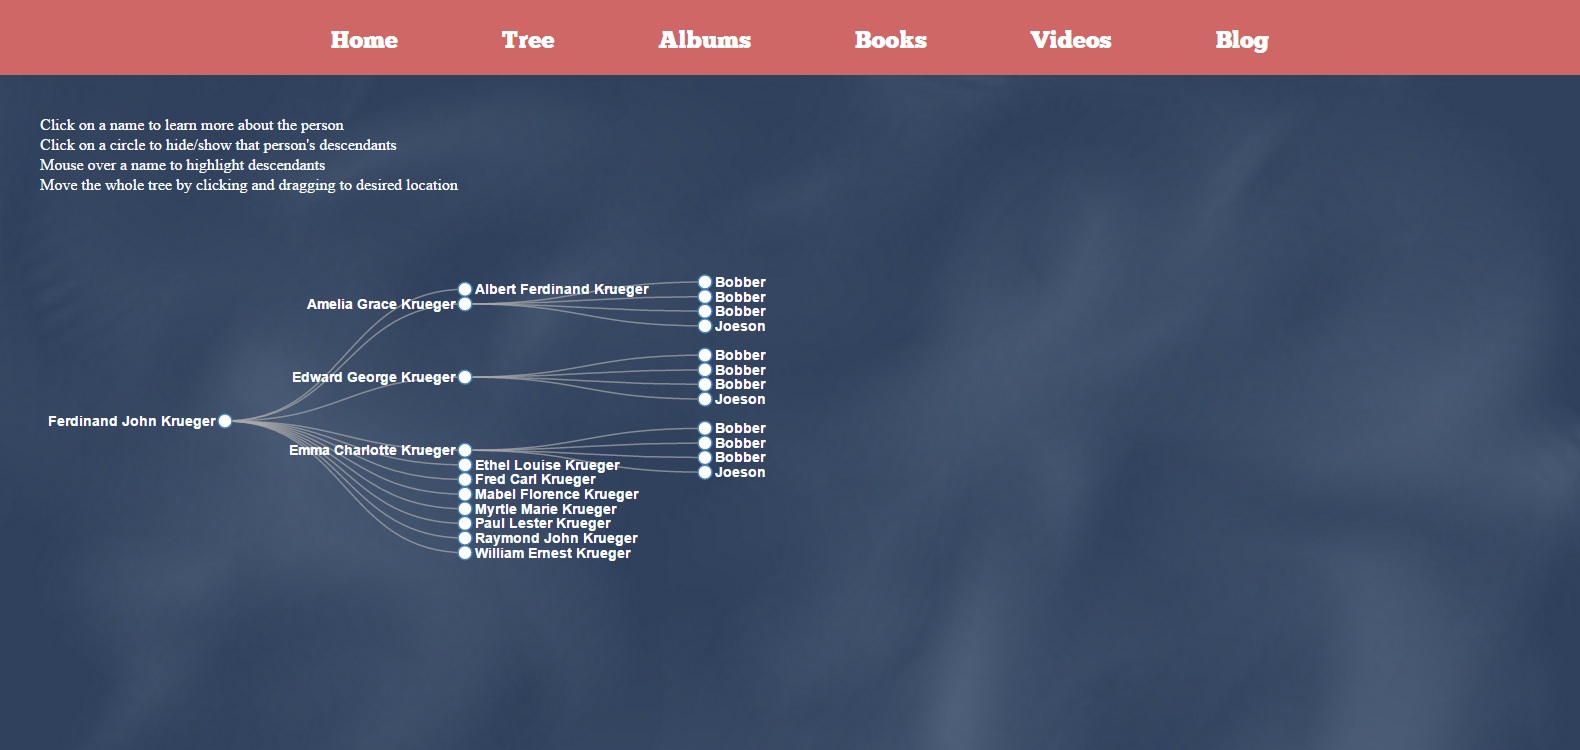 Home Tree Albums Books Videos Blog
Click on a name to learn more about the person
Click on a circle to hide/show that person's descendants
Mouse over a name to highlight descendants
Move the whole tree by clicking and dragging to desired location
Ferdinand John Krueger
Albert Ferdinand Krueger
Amelia Grace Krueger
Bobber
Bobber
Bobber
Joeson
Edward George Krueger
Bobber
Bobber
Bobber
Joeson
Emma Charlotte Krueger
Bobber
Bobber
Bobber
Joeson
Ethel Louise Krueger
Fred Carl Krueger
Mabel Florence Krueger
Myrtle Marie Krueger
Paul Lester Krueger
Raymond John Krueger
William Ernest Krueger